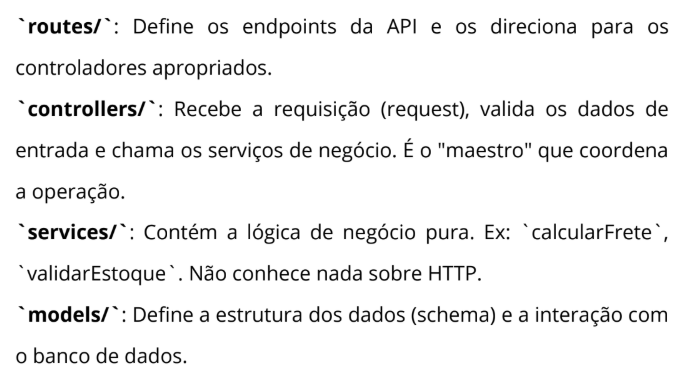 `routes/`: Define os endpoints da API e os direciona para os
controladores apropriados.
`controllers/`: Recebe a requisição (request), valida os dados de
entrada e chama os serviços de negócio. É o "maestro" que coordena
a operação.
`services/`: Contém a lógica de negócio pura. Ex: `calcularFrete`,
`validarEstoque`. Não conhece nada sobre HTTP.
`models/`: Define a estrutura dos dados (schema) e a interação com
o banco de dados.